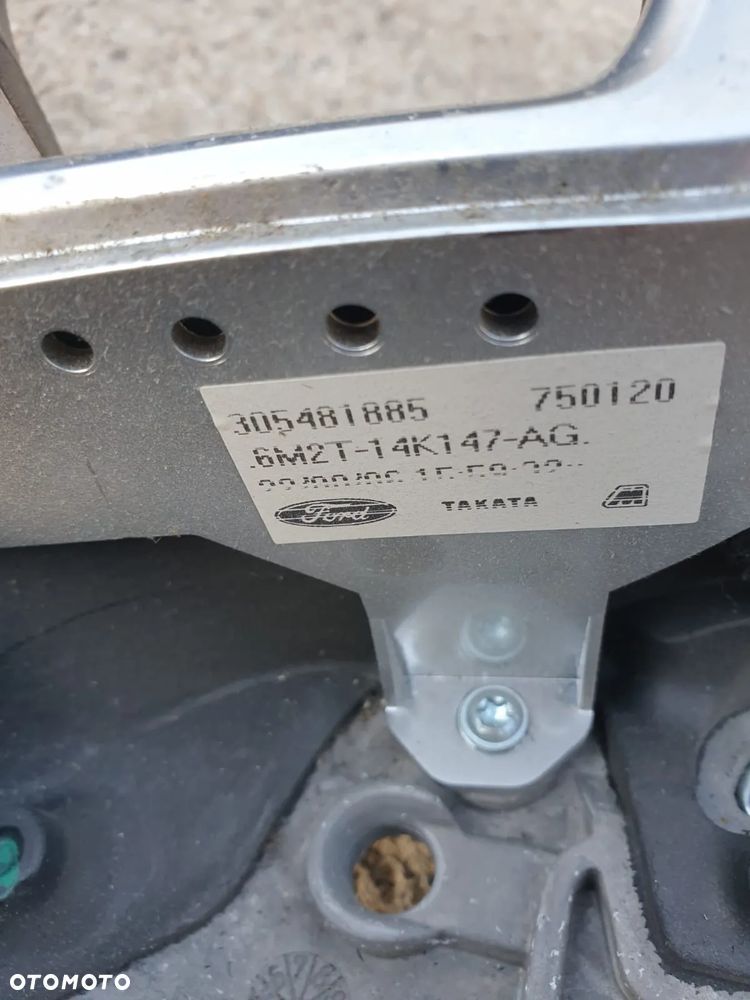 305481885 750120
.6M2T-14K147-AG.
Ford TAKATA
OTOMOTO